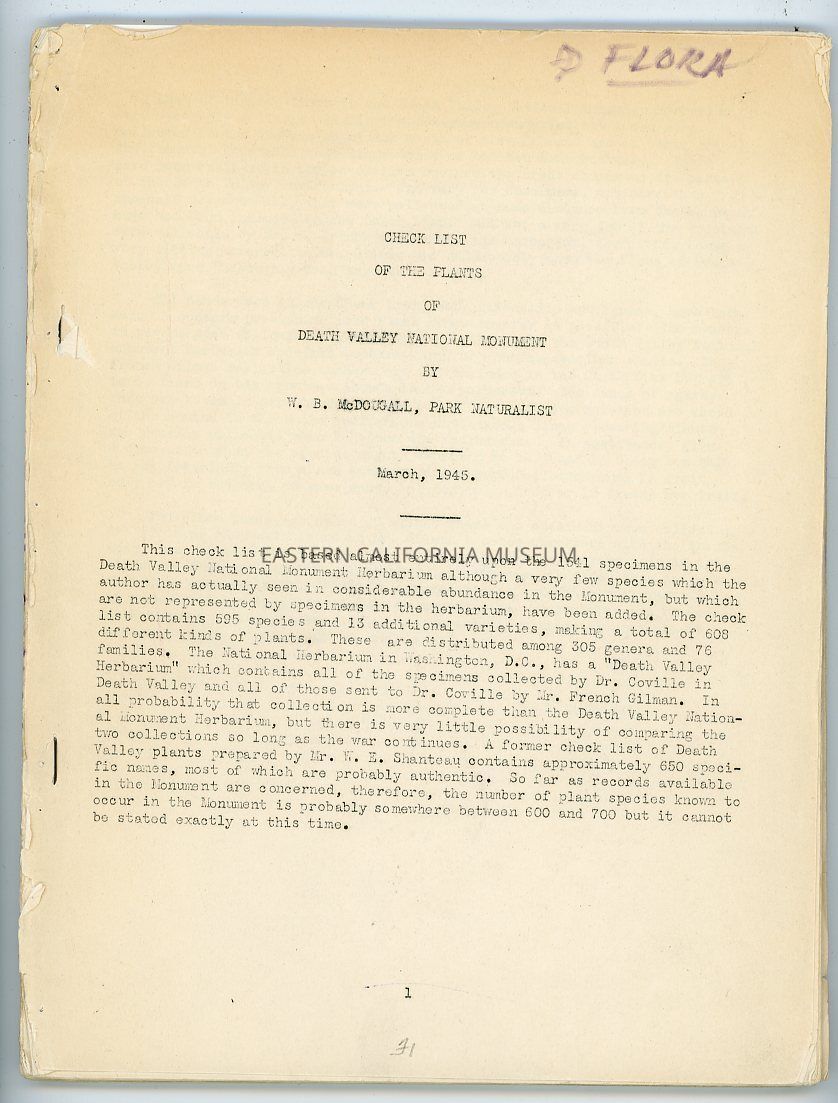 FLORA
CHECK LIST
OF THE PLANTS
OF
DEATH VALLEY NATIONAL MONUMENT
BY
W. B. McDOUGALL, PARK NATURALIST
March, 1945.
EASTERN CALIFORNIA MUSEUM
This check list is based almost entirely upon the specimens in the
Death Valley National Monument Herbarium although a very few species which the
author has actually seen in considerable abundance in the Monument, but which
are not represented by specimens in the herbarium, have been added. The check
list contains 595 species and 13 additional varieties, making a total of 608
different kinds of plants. These are distributed among 305 genera and 76
families. The National Herbarium in Washington, D.C., has a "Death Valley
Herbarium" which contains all of the specimens collected by Dr. Coville in
Death Valley and all of those sent to Dr. Coville by Mr. French Gilman. In
all probability that collection is more complete than the Death Valley Nation-
al Monument Herbarium, but there is very little possibility of comparing the
two collections so long as the war continues. A former check list of Death
Valley plants prepared by Mr. W. E. Shanteau contains approximately 650 speci-
fic names, most of which are probably authentic. So far as records available
in the Monument are concerned, therefore, the number of plant species known to
occur in the Monument is probably somewhere between 600 and 700 but it cannot
be stated exactly at this time.
1